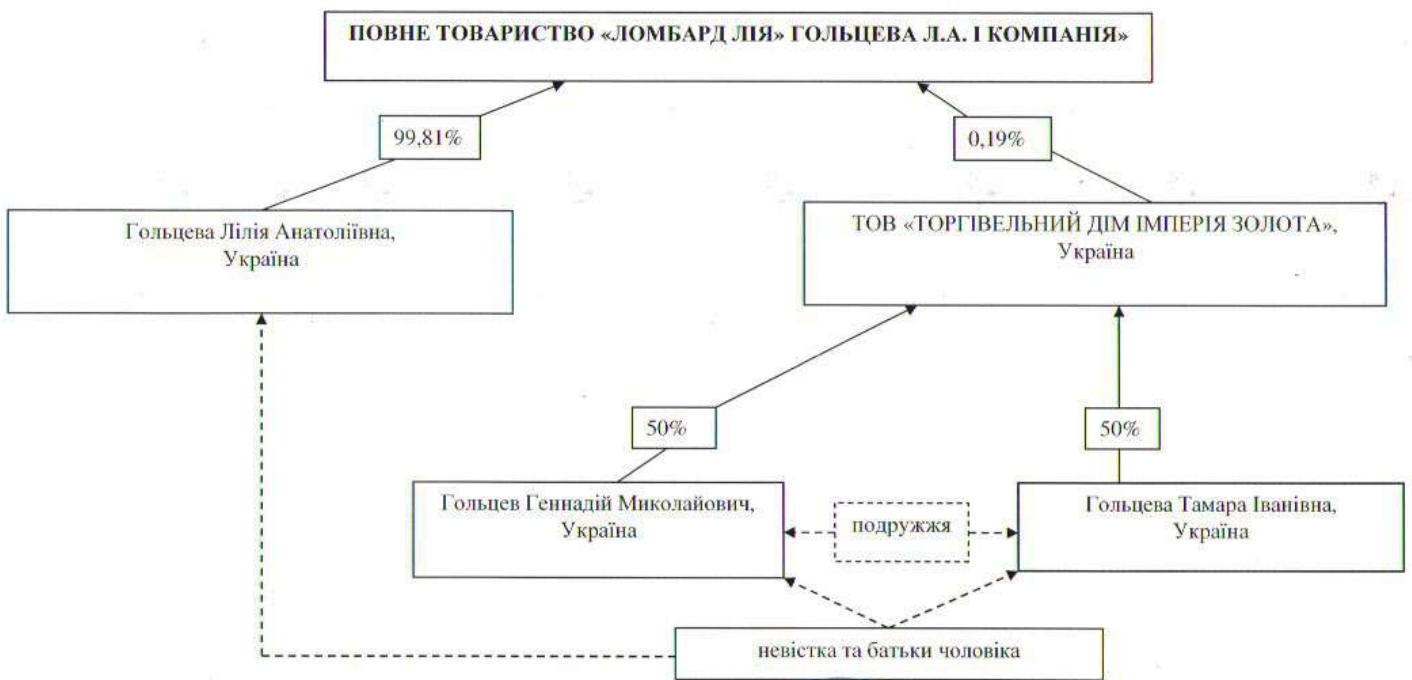 ПОВНЕ ТОВАРИСТВО «ЛОМБАРД ЛІЯ» ГОЛЬЦЕВА Л.А. І КОМПАНІЯ»
99,81%
0,19%
Гольцева Лілія Анатоліївна,
Україна
ТОВ «ТОРГІВЕЛЬНИЙ ДІМ ІМПЕРІЯ ЗОЛОТА»,
Україна
50%
50%
Гольцев Геннадій Миколайович,
Україна
подружжя
Гольцева Тамара Іванівна,
Україна
невістка та батьки чоловіка